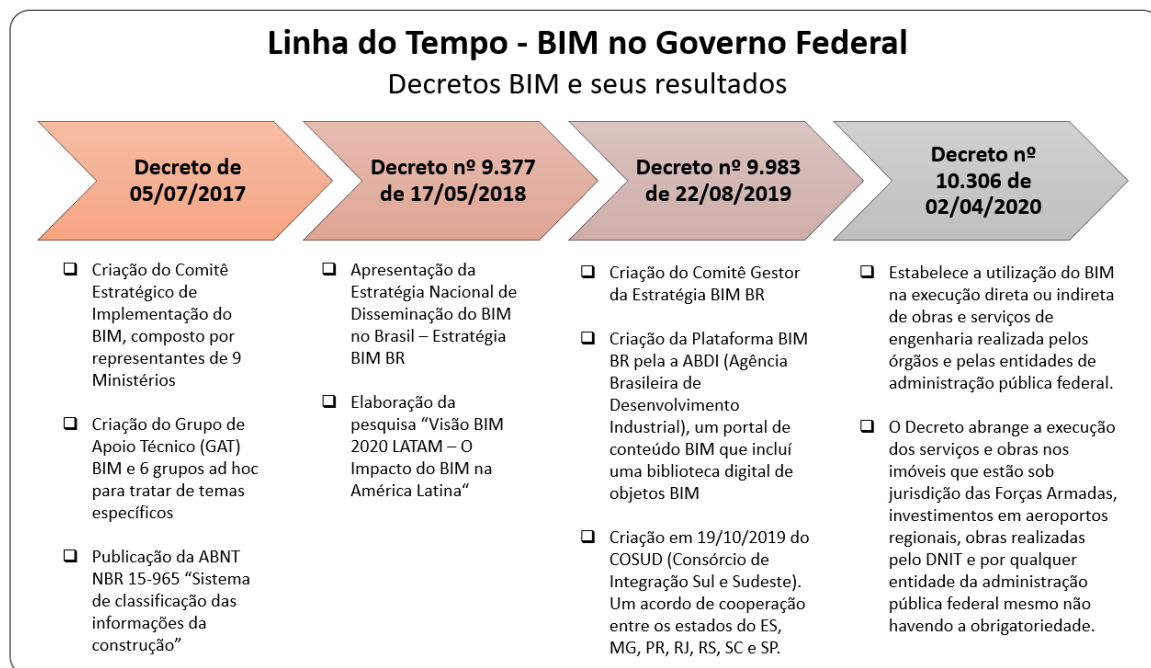 Linha do Tempo - BIM no Governo Federal
Decretos BIM e seus resultados
Decreto de
05/07/2017
❑ Criação do Comitê
Estratégico de
Implementação do
BIM, composto por
representantes de 9
Ministérios
❑ Criação do Grupo de
Apoio Técnico (GAT)
BIM e 6 grupos ad hoc
para tratar de temas
específicos
❑ Publicação da ABNT
NBR 15-965 “Sistema
de classificação das
informações da
construção”
Decreto nº 9.377
de 17/05/2018
❑ Apresentação da
Estratégia Nacional de
Disseminação do BIM
no Brasil – Estratégia
BIM BR
❑ Elaboração da
pesquisa “Visão BIM
2020 LATAM – O
Impacto do BIM na
América Latina“
Decreto nº 9.983
de 22/08/2019
❑ Criação do Comitê Gestor
da Estratégia BIM BR
❑ Criação da Plataforma BIM
BR pela a ABDI (Agência
Brasileira de
Desenvolvimento
Industrial), um portal de
conteúdo BIM que incluí
uma biblioteca digital de
objetos BIM
❑ Criação em 19/10/2019 do
COSUD (Consórcio de
Integração Sul e Sudeste).
Um acordo de cooperação
entre os estados do ES,
MG, PR, RJ, RS, SC e SP.
Decreto nº
10.306 de
02/04/2020
❑ Estabelece a utilização do BIM
na execução direta ou indireta
de obras e serviços de
engenharia realizada pelos
órgãos e pelas entidades de
administração pública federal.
❑ O Decreto abrange a execução
dos serviços e obras nos
imóveis que estão sob
jurisdição das Forças Armadas,
investimentos em aeroportos
regionais, obras realizadas
pelo DNIT e por qualquer
entidade da administração
pública federal mesmo não
havendo a obrigatoriedade.